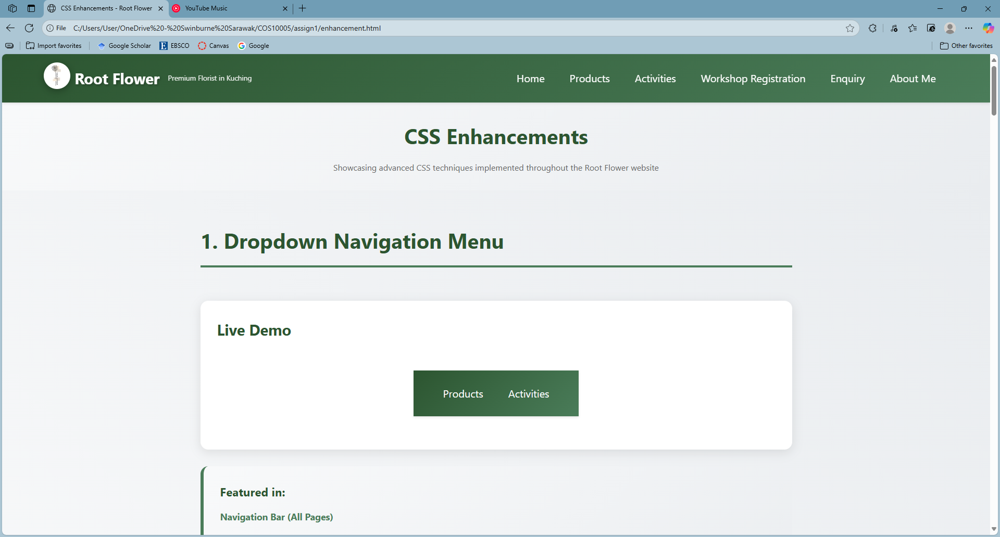 CSS Enhancements - Root Flower
YouTube Music
File C:/Users/User/OneDrive%20-%20Swinburne%20Sarawak/COS10005/assign1/enhancement.html
Import favorites Google Scholar EBSCO Canvas Google Other favorites
Root Flower Premium Florist in Kuching Home Products Activities Workshop Registration Enquiry About Me
CSS Enhancements
Showcasing advanced CSS techniques implemented throughout the Root Flower website
1. Dropdown Navigation Menu
Live Demo
Products Activities
Featured in:
Navigation Bar (All Pages)